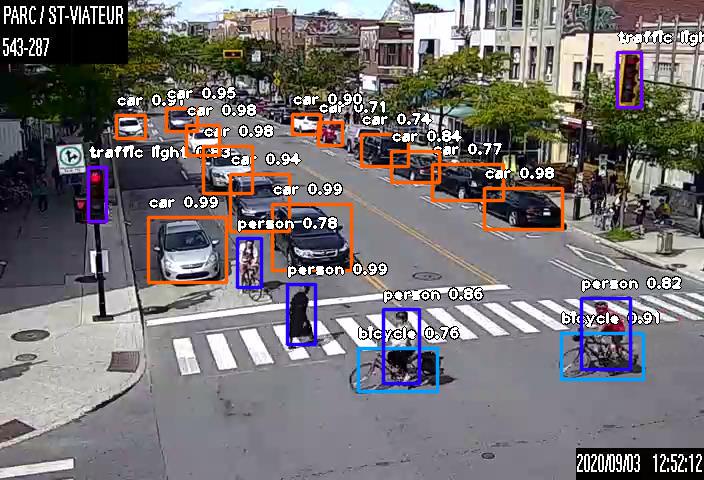 PARC / ST-VIATEUR
543-287
traffic ligh
car 0.95
car 0.9
car 0.98
car 0.90
0.71
car 0.74
car 0.98
car 0.84
traffic light
car 0.94
car 0.77
car 0.98
car 0.99
car 0.99
person 0.78
person 0.99
person 0.82
person 0.86
bicycle 0.91
bicycle 0.76
2020/09/03 12:52:12